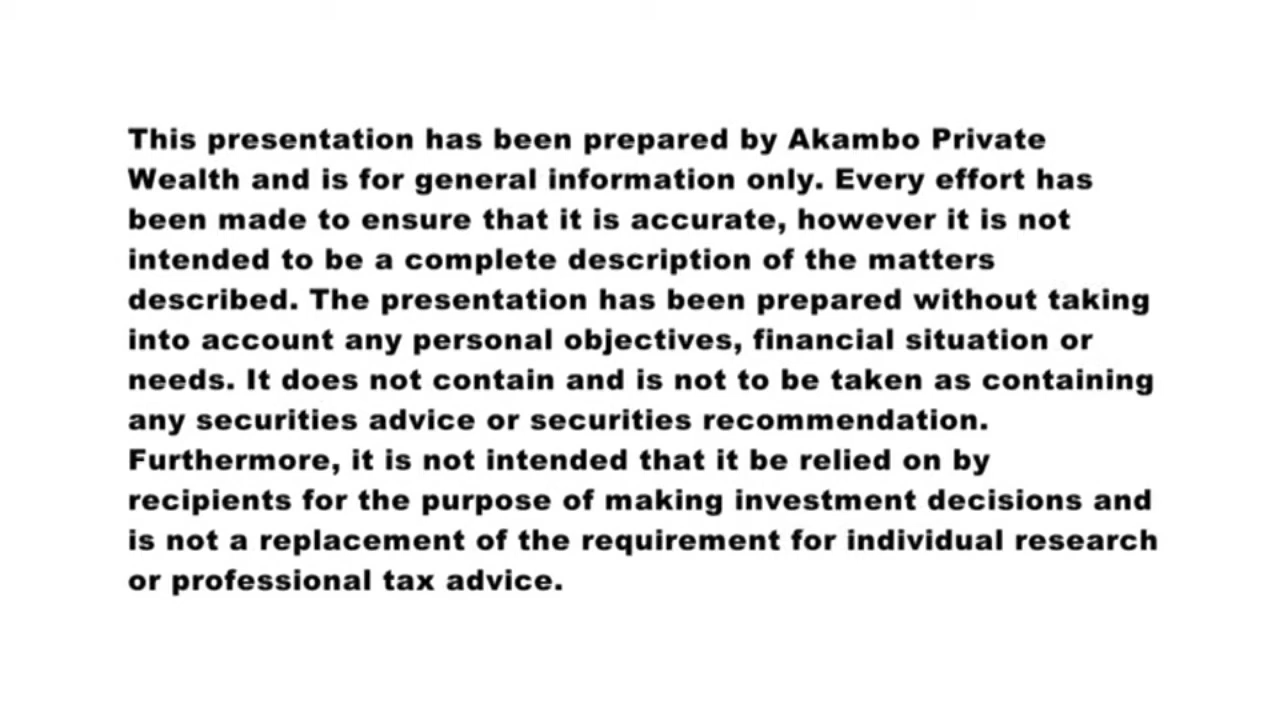 This presentation has been prepared by Akambo Private
Wealth and is for general information only. Every effort has
been made to ensure that it is accurate, however it is not
intended to be a complete description of the matters
described. The presentation has been prepared without taking
into account any personal objectives, financial situation or
needs. It does not contain and is not to be taken as containing
any securities advice or securities recommendation.
Furthermore, it is not intended that it be relied on by
recipients for the purpose of making investment decisions and
is not a replacement of the requirement for individual research
or professional tax advice.